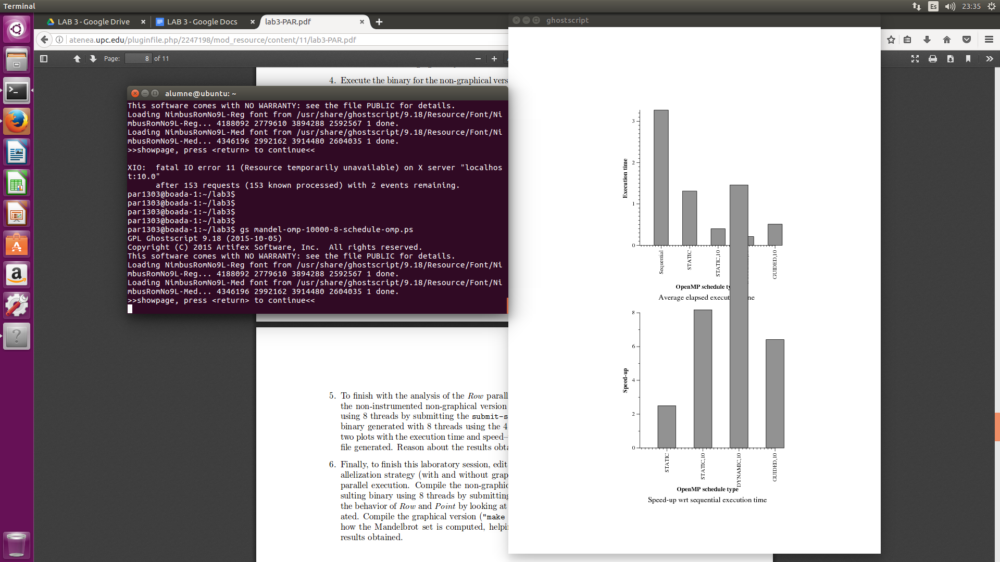 Terminal
Es
23:35
LAB 3 - Google Drive
LAB 3 - Google Docs
lab3-PAR.pdf
ghostscript
atenea.upc.edu/pluginfile.php/2247198/mod_resource/content/11/lab3-PAR.pdf
Page:
8
of 11
4. Execute the binary for the non-graphical vers
alumne@ubuntu: ~
This software comes with NO WARRANTY: see the file PUBLIC for details.
Loading NimbusRomNo9L-Reg font from /usr/share/ghostscript/9.18/Resource/Font/Ni
mbusRomNo9L-Reg... 4188092 2779610 3894288 2592567 1 done.
Loading NimbusRomNo9L-Med font from /usr/share/ghostscript/9.18/Resource/Font/Ni
mbusRomNo9L-Med... 4346196 2992162 3914480 2604035 1 done.
>>showpage, press <return> to continue<<
XIO:  fatal IO error 11 (Resource temporarily unavailable) on X server "localhos
t:10.0"
      after 153 requests (153 known processed) with 2 events remaining.
par1303@boada-1:~/lab3$
par1303@boada-1:~/lab3$
par1303@boada-1:~/lab3$
par1303@boada-1:~/lab3$
par1303@boada-1:~/lab3$ gs mandel-omp-10000-8-schedule-omp.ps
GPL Ghostscript 9.18 (2015-10-05)
Copyright (C) 2015 Artifex Software, Inc.  All rights reserved.
This software comes with NO WARRANTY: see the file PUBLIC for details.
Loading NimbusRomNo9L-Reg font from /usr/share/ghostscript/9.18/Resource/Font/Ni
mbusRomNo9L-Reg... 4188092 2779610 3894288 2592567 1 done.
Loading NimbusRomNo9L-Med font from /usr/share/ghostscript/9.18/Resource/Font/Ni
mbusRomNo9L-Med... 4346196 2992162 3914480 2604035 1 done.
>>showpage, press <return> to continue<<
5. To finish with the analysis of the Row parall
the non-instrumented non-graphical version
using 8 threads by submitting the submit-s
binary generated with 8 threads using the 4
two plots with the execution time and speed–
file generated. Reason about the results obta
6. Finally, to finish this laboratory session, edit
allelization strategy (with and without grap
parallel execution. Compile the non-graphic
sulting binary using 8 threads by submitting
the behavior of Row and Point by looking at
ated. Compile the graphical version ("make
how the Mandelbrot set is computed, helpi
results obtained.
Execution time
3
2
1
0
Sequential
STATIC
STATIC,10
GUIDED,10
OpenMP schedule ty
Average elapsed execut
ne
Speed-up
8
6
4
2
0
STATIC
STATIC,10
DYNAMIC,10
GUIDED,10
OpenMP schedule type
Speed-up wrt sequential execution time